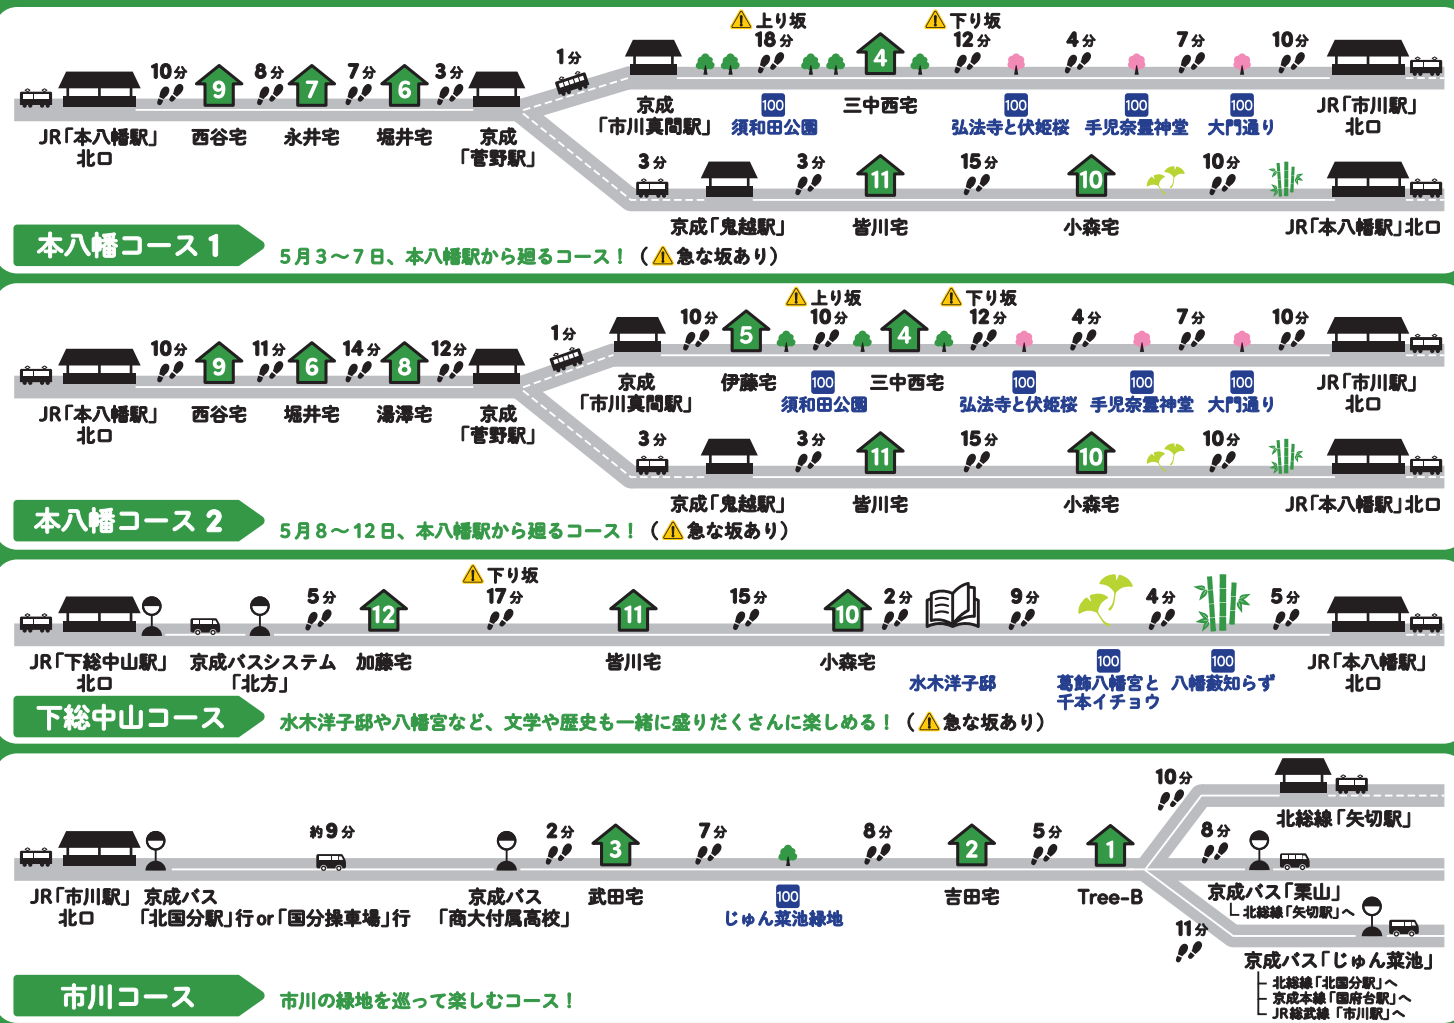 上り坂
下り坂
1分
18分
12分
4分
7分
10分
10分
8分
7分
3分
9
7
6
4
JR「本八幡駅」
北口
西谷宅
永井宅
堀井宅
京成
「菅野駅」
京成
「市川真間駅」
100
須和田公園
三中西宅
100
弘法寺と伏姫桜
100
手児奈霊神堂
100
大門通り
JR「市川駅」
北口
3分
3分
15分
10分
11
10
京成「鬼越駅」
皆川宅
小森宅
JR「本八幡駅」北口
本八幡コース 1
5月3〜7日、本八幡駅から廻るコース!(急な坂あり)
上り坂
下り坂
1分
10分
10分
12分
4分
7分
10分
10分
11分
14分
12分
9
6
8
5
4
JR「本八幡駅」
北口
西谷宅
堀井宅
湯澤宅
京成
「菅野駅」
京成
「市川真間駅」
伊藤宅
100
須和田公園
三中西宅
100
弘法寺と伏姫桜
100
手児奈霊神堂
100
大門通り
JR「市川駅」
北口
3分
3分
15分
10分
11
10
京成「鬼越駅」
皆川宅
小森宅
JR「本八幡駅」北口
本八幡コース 2
5月8〜12日、本八幡駅から廻るコース!(急な坂あり)
下り坂
5分
17分
15分
2分
9分
4分
5分
12
11
10
JR「下総中山駅」
北口
京成バスシステム
「北方」
加藤宅
皆川宅
小森宅
水木洋子邸
100
葛飾八幡宮と
千本イチョウ
100
八幡藪知らず
JR「本八幡駅」
北口
下総中山コース
水木洋子邸や八幡宮など、文学や歴史も一緒に盛りだくさんに楽しめる!(急な坂あり)
約9分
2分
7分
8分
5分
10分
8分
11分
3
2
1
JR「市川駅」
北口
京成バス
「北国分駅」行or「国分操車場」行
京成バス
「商大付属高校」
武田宅
100
じゅん菜池緑地
吉田宅
Tree-B
北総線「矢切駅」
京成バス「栗山」
北総線「矢切駅」へ
京成バス「じゅん菜池」
北総線「北国分駅」へ
京成本線「国府台駅」へ
JR総武線「市川駅」へ
市川コース
市川の緑地を巡って楽しむコース!